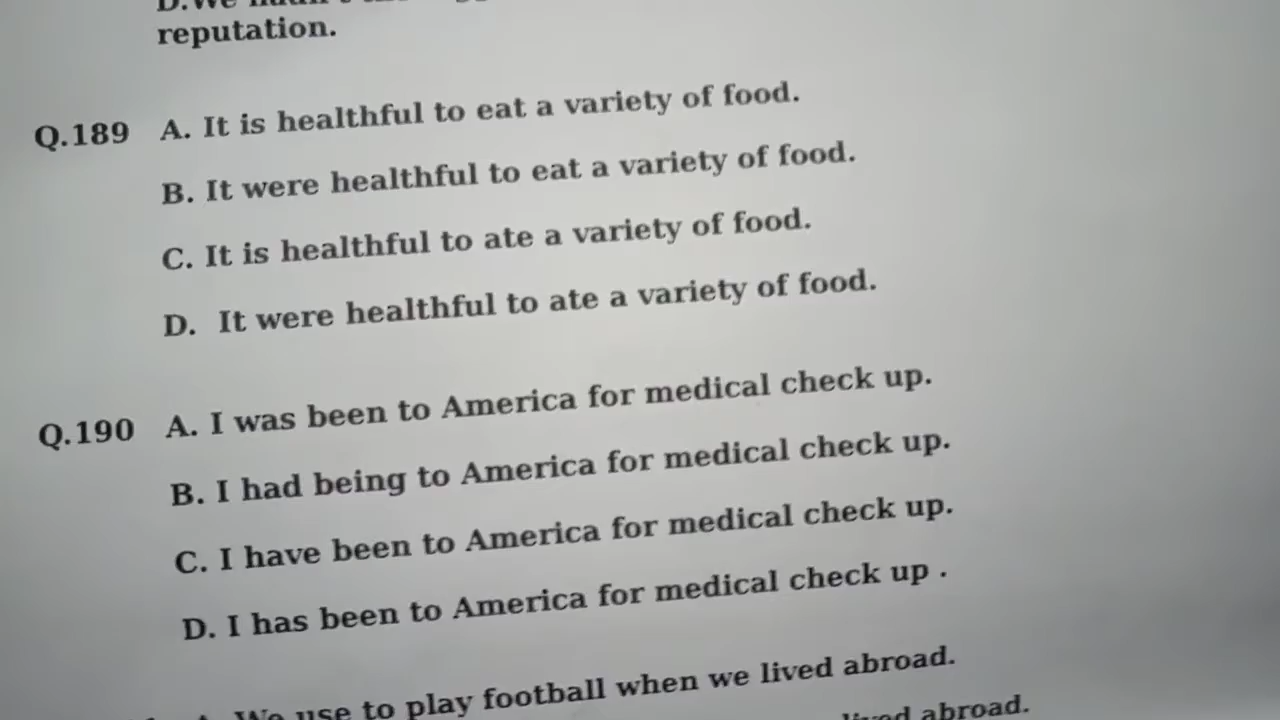 reputation.
Q.189 A. It is healthful to eat a variety of food.
B. It were healthful to eat a variety of food.
C. It is healthful to ate a variety of food.
D. It were healthful to ate a variety of food.
Q.190 A. I was been to America for medical check up.
B. I had being to America for medical check up.
C. I have been to America for medical check up.
D. I has been to America for medical check up .
We use to play football when we lived abroad.
lived abroad.